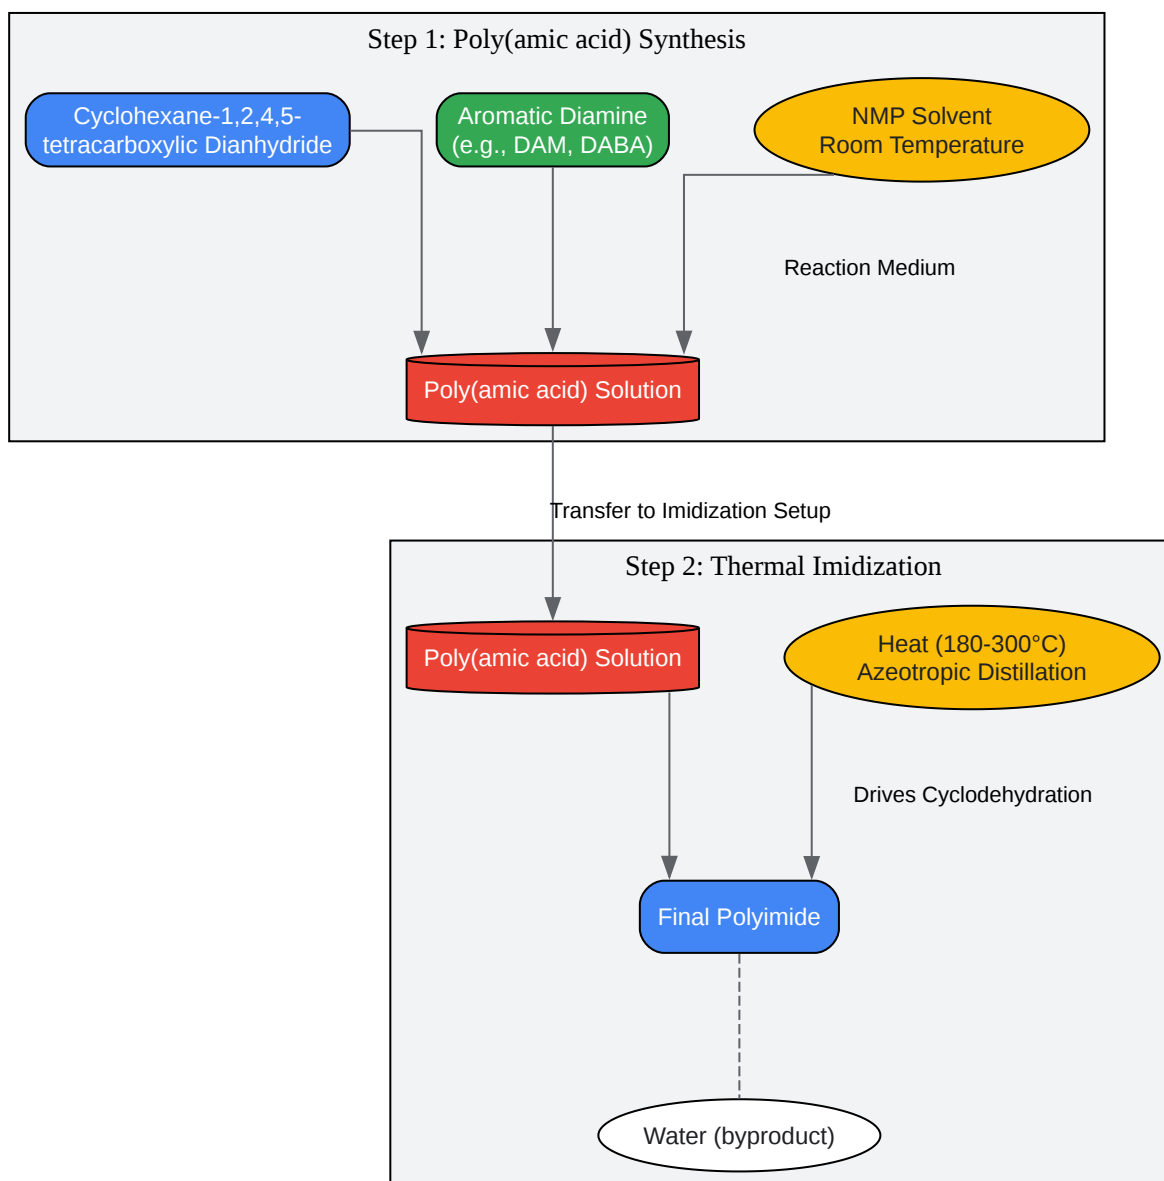 Step 1: Poly(amic acid) Synthesis
Cyclohexane-1,2,4,5-
tetracarboxylic Dianhydride
Aromatic Diamine
(e.g., DAM, DABA)
NMP Solvent
Room Temperature
Reaction Medium
Poly(amic acid) Solution
Transfer to Imidization Setup
Step 2: Thermal Imidization
Poly(amic acid) Solution
Heat (180-300°C)
Azeotropic Distillation
Drives Cyclodehydration
Final Polyimide
Water (byproduct)